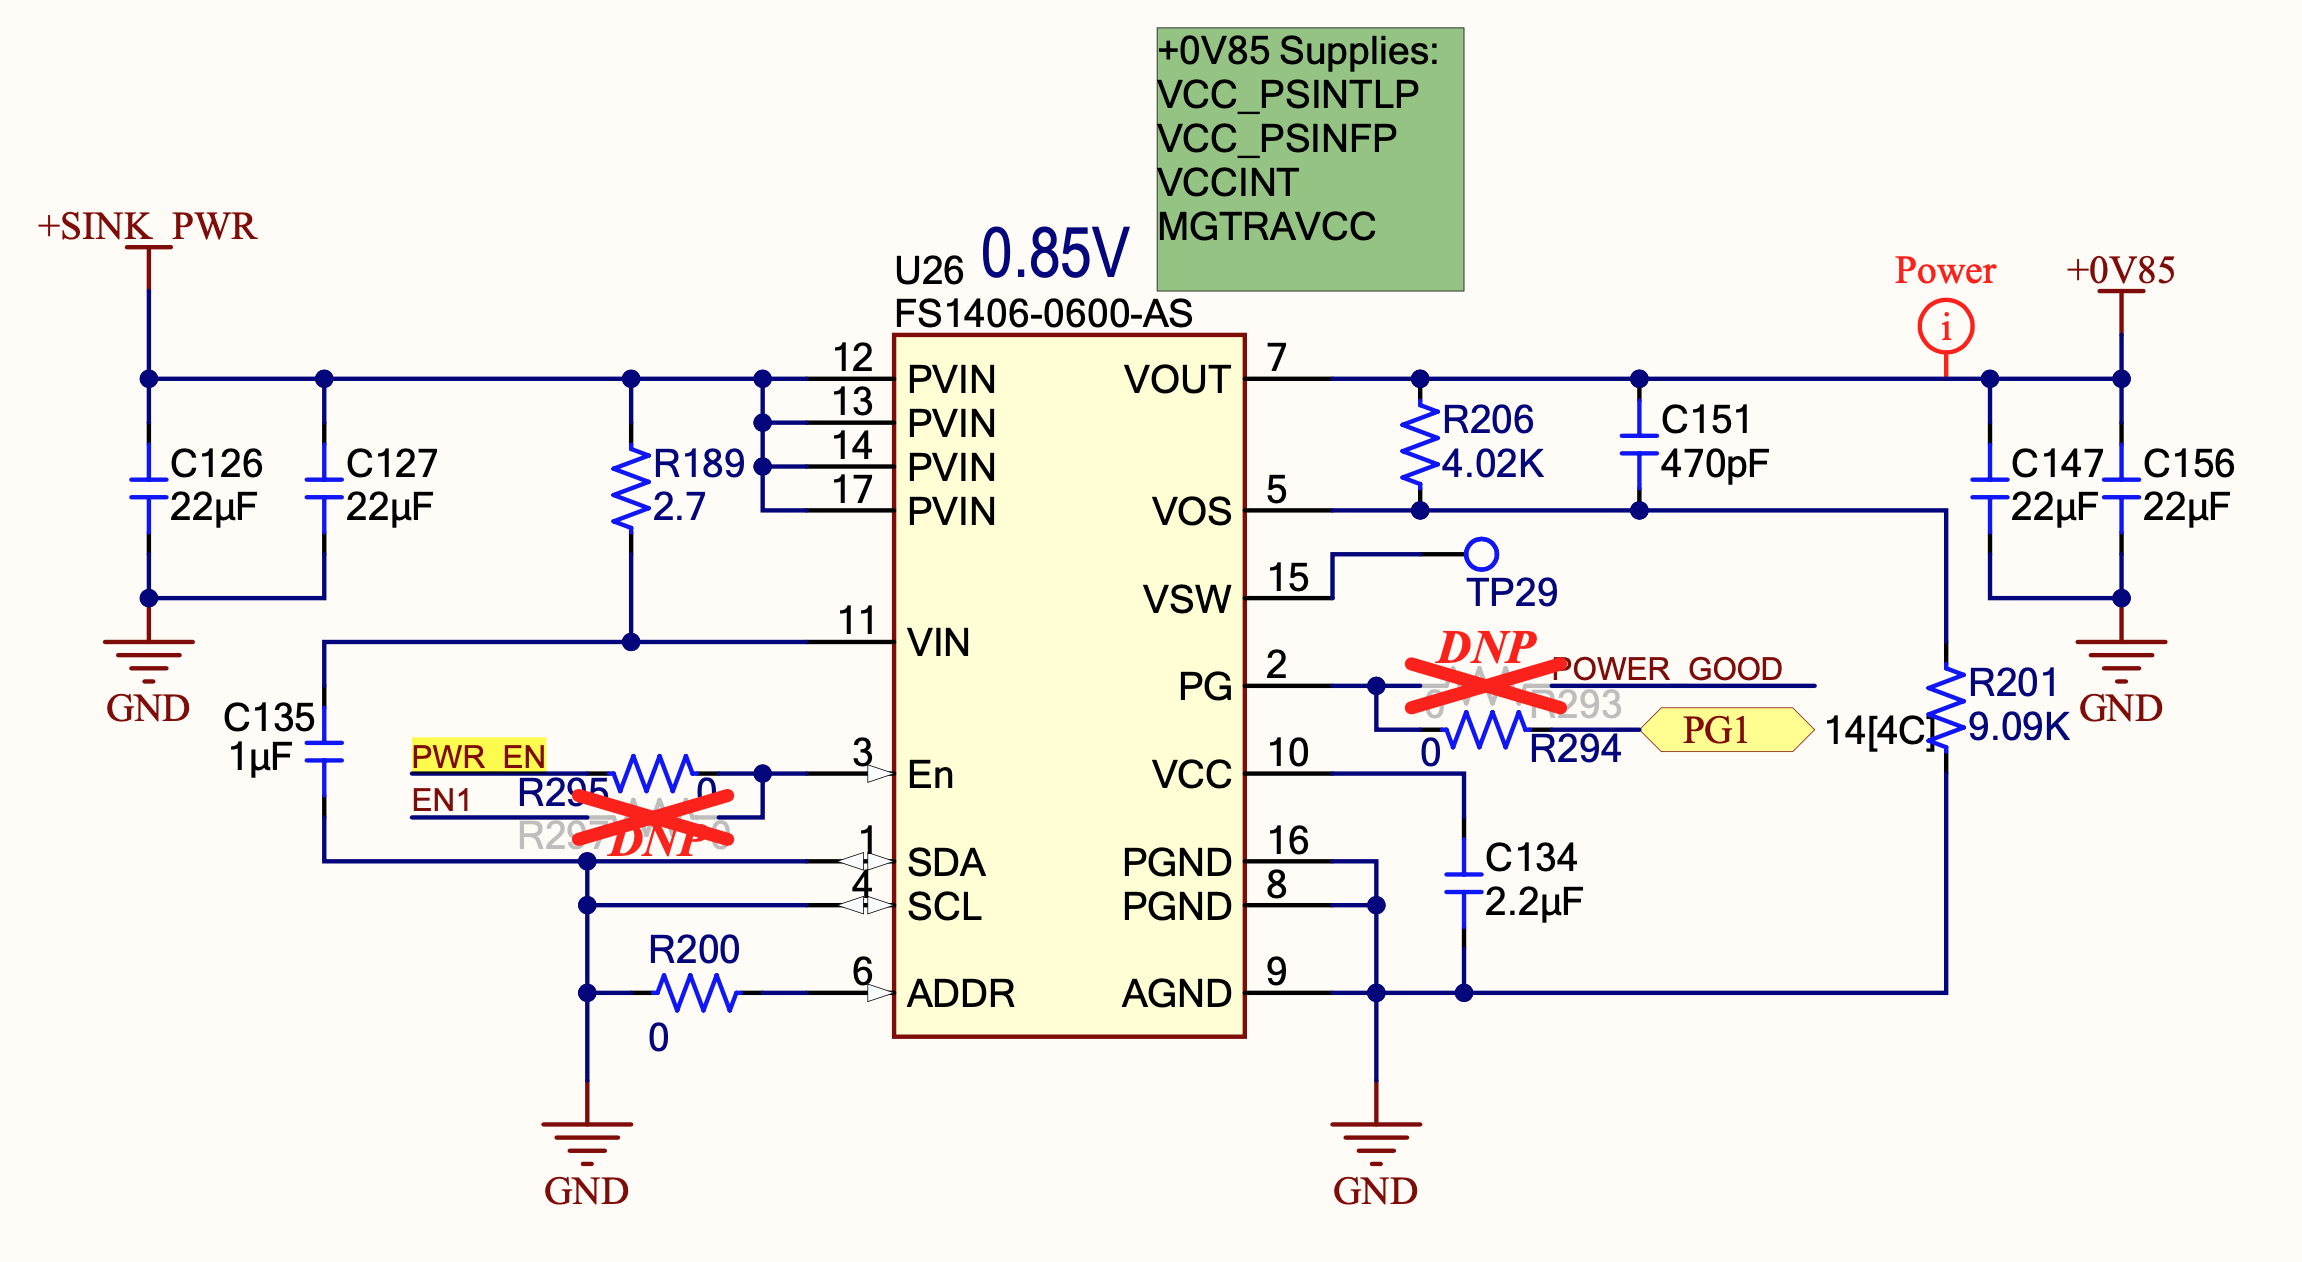 +0V85 Supplies:
VCC_PSINTLP
VCC_PSINFP
VCCINT
MGTRAVCC
+SINK_PWR
U26
0.85V
FS1406-0600-AS
Power
i
+0V85
12 PVIN
13 PVIN
14 PVIN
17 PVIN
11 VIN
3 En
1 SDA
4 SCL
6 ADDR
VOUT 7
VOS 5
VSW 15
PG 2
VCC 10
PGND 16
PGND 8
AGND 9
C126
22µF
C127
22µF
R189
2.7
GND
C135
1µF
PWR_EN
R295 0
EN1
R297 0
DNP
R200
0
GND
R206
4.02K
C151
470pF
C147
22µF
C156
22µF
TP29
DNP
POWER_GOOD
0 R293
0 R294
PG1
14[4C]
R201
9.09K
GND
C134
2.2µF
GND